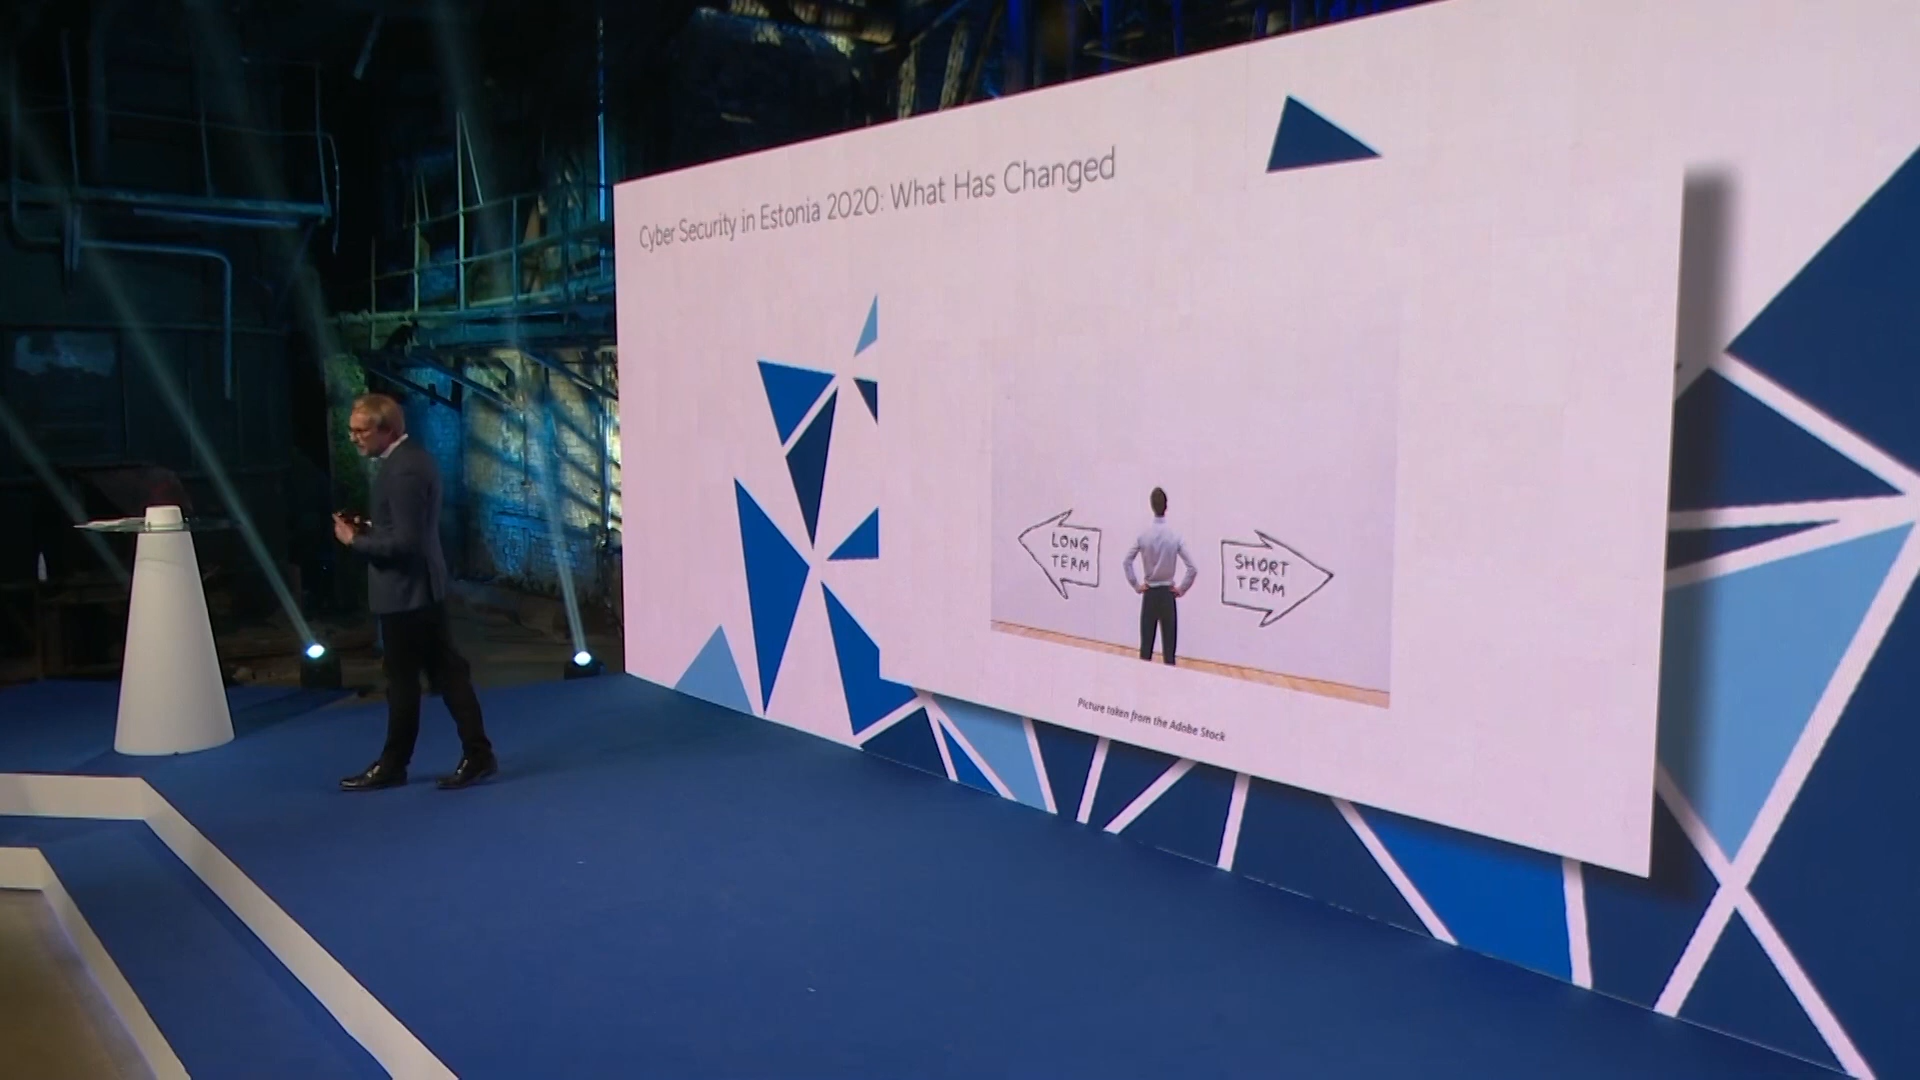 Cyber Security in Estonia 2020: What Has Changed
LONG
TERM
SHORT
TERM
Picture taken from the Adobe Stock